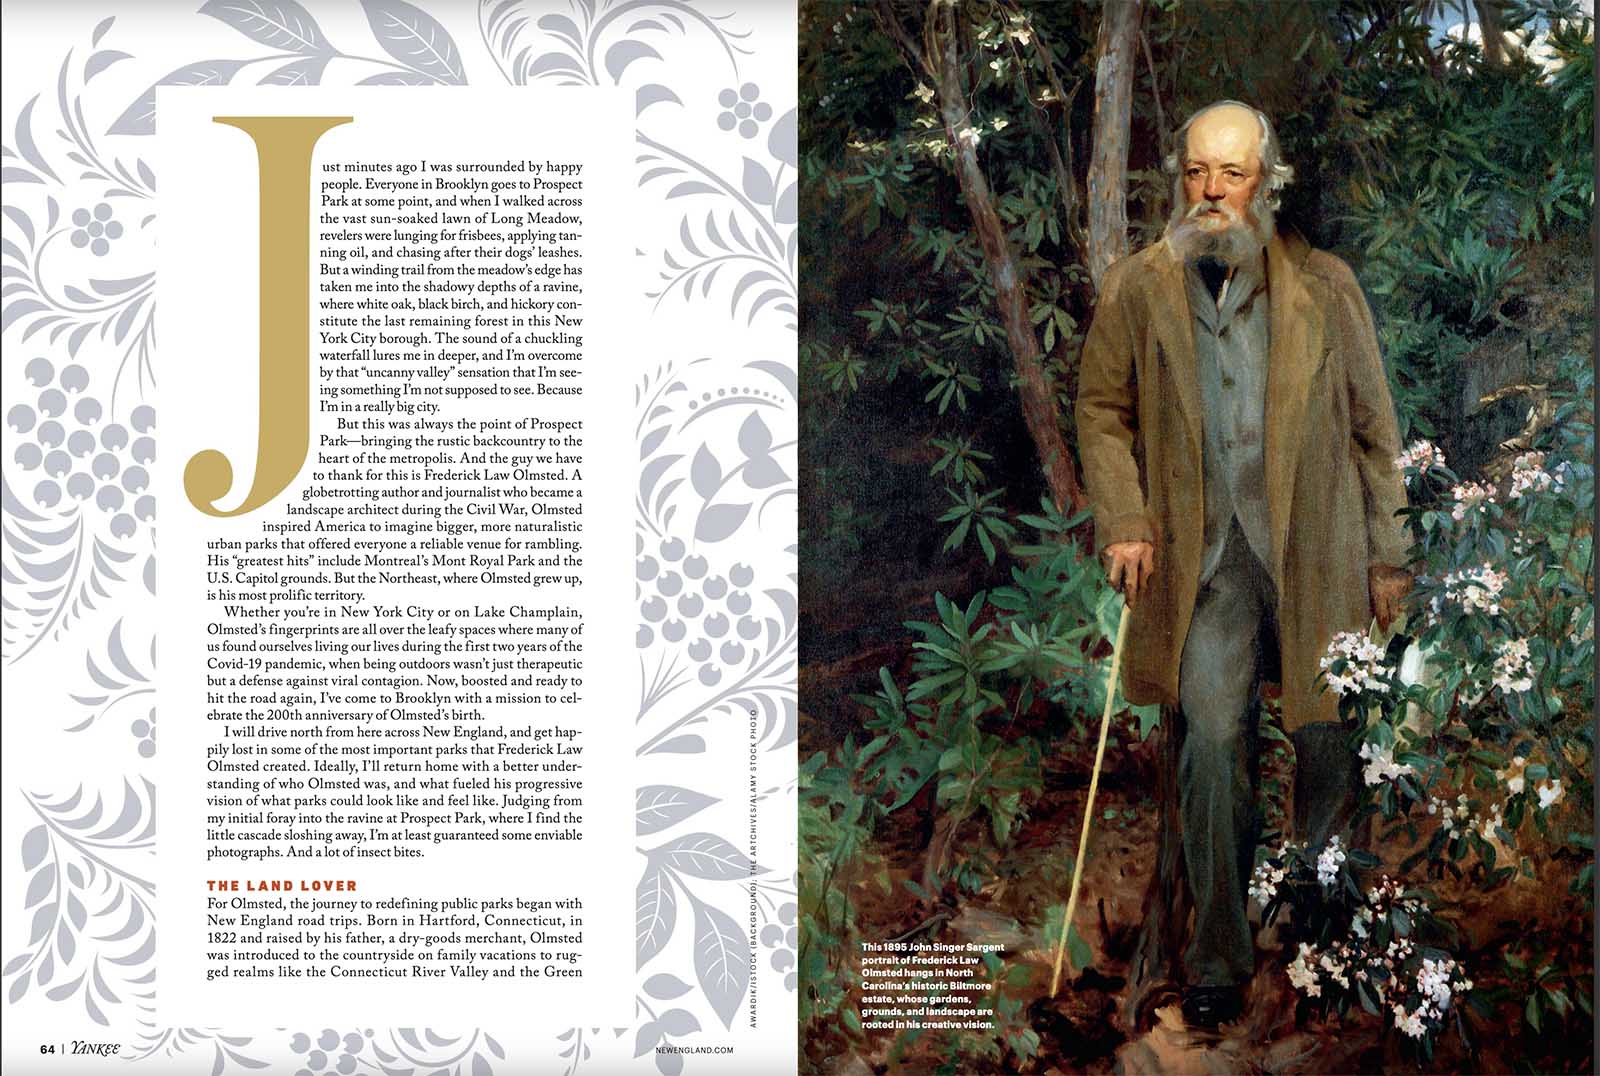 Just minutes ago I was surrounded by happy
people. Everyone in Brooklyn goes to Prospect
Park at some point, and when I walked across
the vast sun-soaked lawn of Long Meadow,
revelers were lunging for frisbees, applying tan-
ning oil, and chasing after their dogs’ leashes.
But a winding trail from the meadow’s edge has
taken me into the shadowy depths of a ravine,
where white oak, black birch, and hickory con-
stitute the last remaining forest in this New
York City borough. The sound of a chuckling
waterfall lures me in deeper, and I’m overcome
by that “uncanny valley” sensation that I’m see-
ing something I’m not supposed to see. Because
I’m in a really big city.
But this was always the point of Prospect
Park—bringing the rustic backcountry to the
heart of the metropolis. And the guy we have
to thank for this is Frederick Law Olmsted. A
globetrotting author and journalist who became a
landscape architect during the Civil War, Olmsted
inspired America to imagine bigger, more naturalistic
urban parks that offered everyone a reliable venue for rambling.
His “greatest hits” include Montreal’s Mont Royal Park and the
U.S. Capitol grounds. But the Northeast, where Olmsted grew up,
is his most prolific territory.
Whether you’re in New York City or on Lake Champlain,
Olmsted’s fingerprints are all over the leafy spaces where many of
us found ourselves living our lives during the first two years of the
Covid-19 pandemic, when being outdoors wasn’t just therapeutic
but a defense against viral contagion. Now, boosted and ready to
hit the road again, I’ve come to Brooklyn with a mission to cel-
ebrate the 200th anniversary of Olmsted’s birth.
I will drive north from here across New England, and get hap-
pily lost in some of the most important parks that Frederick Law
Olmsted created. Ideally, I’ll return home with a better under-
standing of who Olmsted was, and what fueled his progressive
vision of what parks could look like and feel like. Judging from
my initial foray into the ravine at Prospect Park, where I find the
little cascade sloshing away, I’m at least guaranteed some enviable
photographs. And a lot of insect bites.
THE LAND LOVER
For Olmsted, the journey to redefining public parks began with
New England road trips. Born in Hartford, Connecticut, in
1822 and raised by his father, a dry-goods merchant, Olmsted
was introduced to the countryside on family vacations to rug-
ged realms like the Connecticut River Valley and the Green
64 | YANKEE
NEWENGLAND.COM
AWARDIK/ISTOCK (BACKGROUND); THE ARTCHIVES/ALAMY STOCK PHOTO
This 1895 John Singer Sargent
portrait of Frederick Law
Olmsted hangs in North
Carolina’s historic Biltmore
estate, whose gardens,
grounds, and landscape are
rooted in his creative vision.